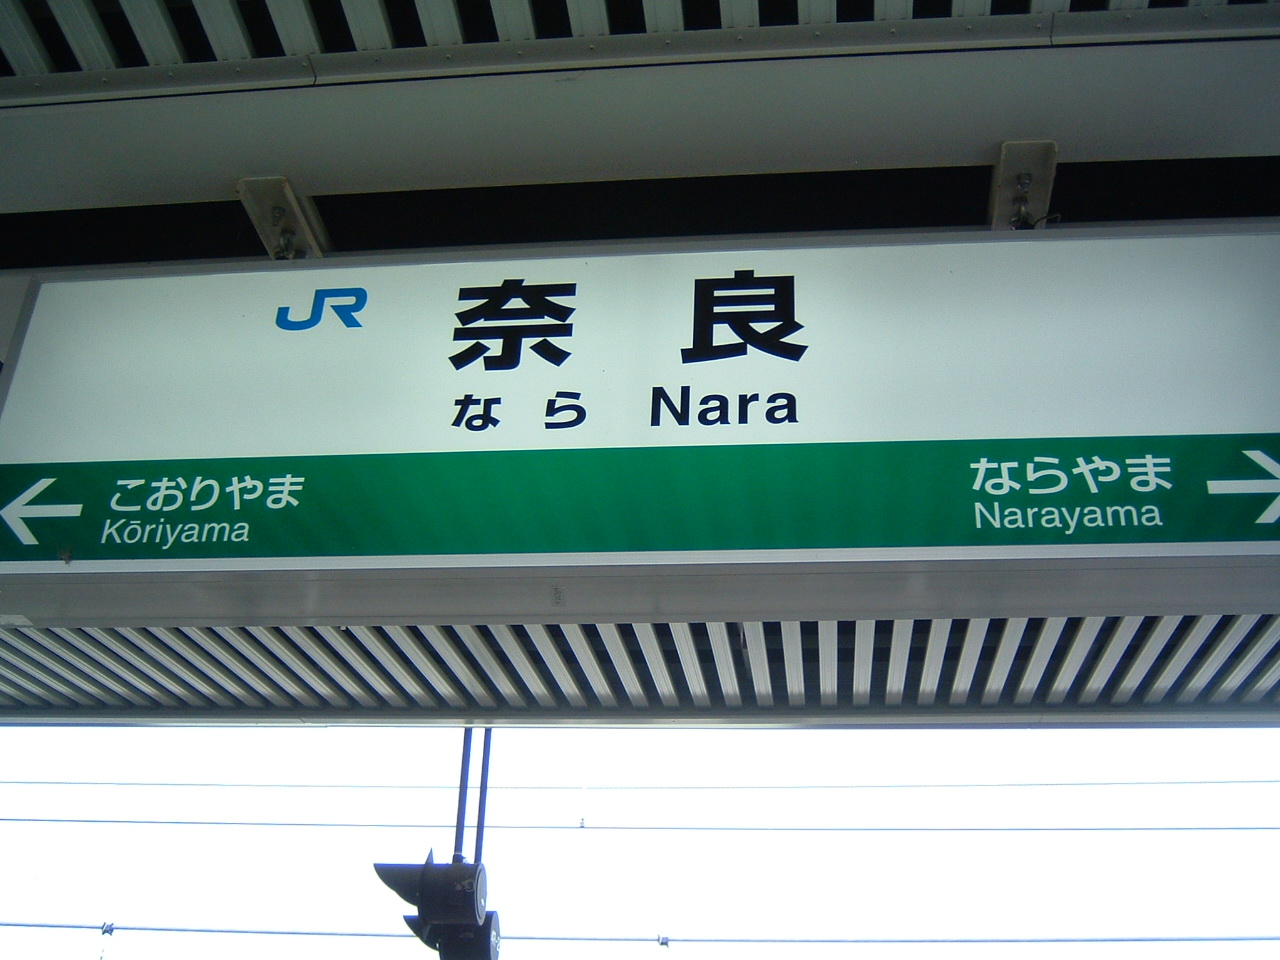 JR 奈良
なら Nara
← こおりやま
Kōriyama
ならやま →
Narayama